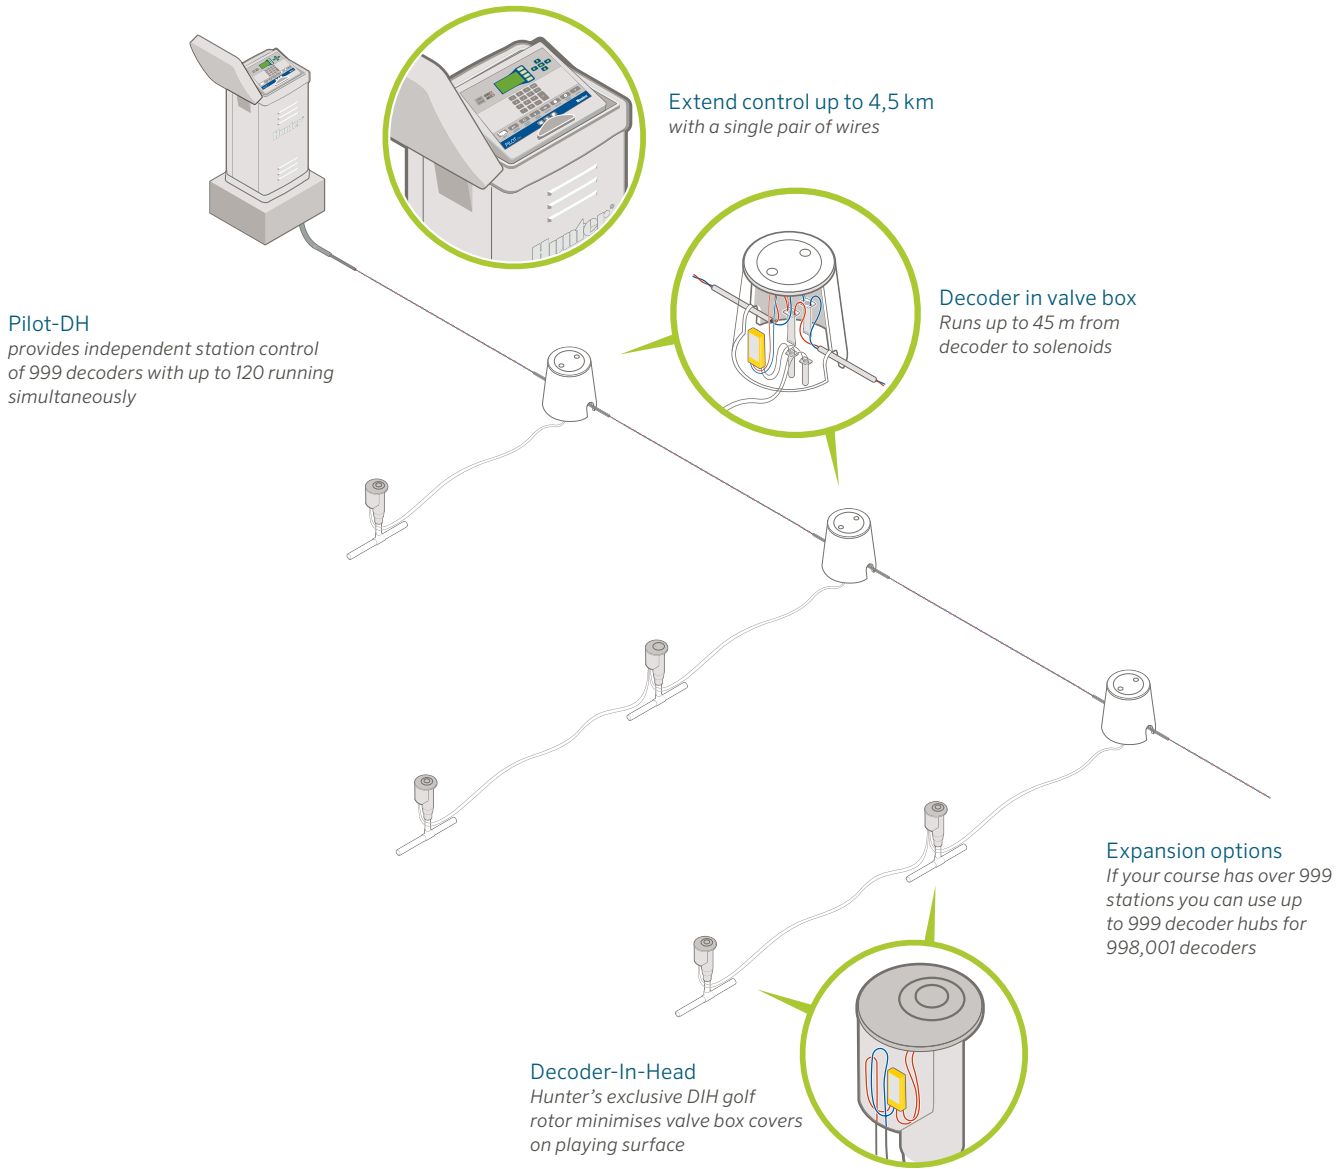 Extend control up to 4,5 km
with a single pair of wires
PILOT
Hunter
Decoder in valve box
Runs up to 45 m from
decoder to solenoids
Pilot-DH
provides independent station control
of 999 decoders with up to 120 running
simultaneously
Expansion options
If your course has over 999
stations you can use up
to 999 decoder hubs for
998,001 decoders
Decoder-In-Head
Hunter’s exclusive DIH golf
rotor minimises valve box covers
on playing surface